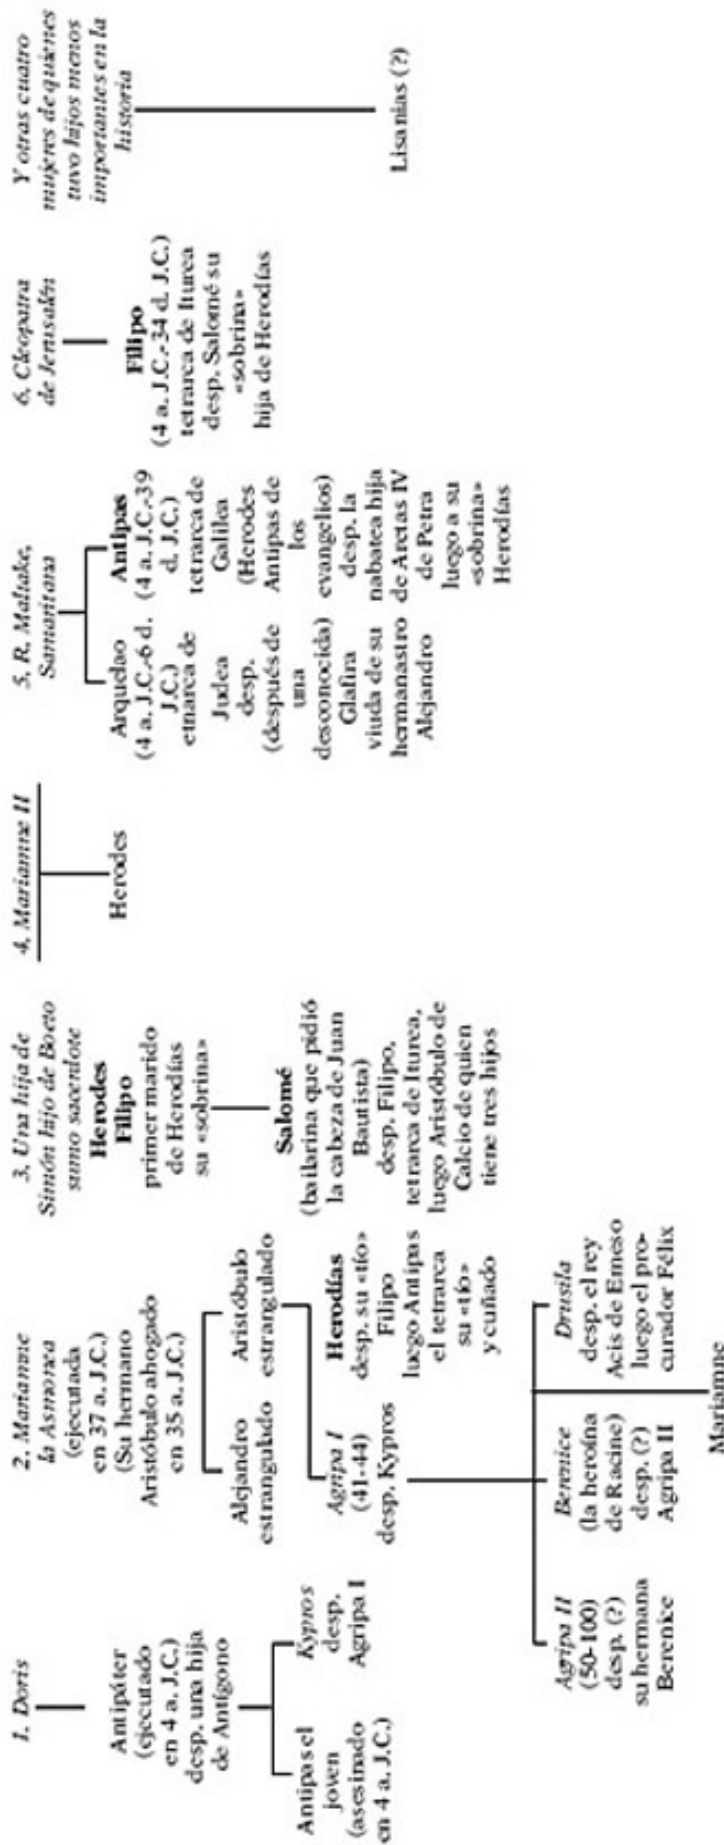 1, Doris
Antipáter
(ejecutado
en 4 a. J.C.)
desp. una hija
de Antígono
Antipas el
joven
(asesinado
en 4 a. J.C.)
Kypros
desp.
Agripa I
2, Mariamne
la Asmonea
(ejecutada
en 37 a. J.C.)
(Su hermano
Aristóbulo ahogado
en 35 a. J.C.)
Alejandro
estrangulado
Aristóbulo
estrangulado
Agripa I
(41-44)
desp. Kypros
Herodías
desp. su «tío»
Filipo
luego Antipas
el tetrarca
su «tío»
y cuñado
Agripa II
(50-100)
desp. (?)
su hermana
Berenice
Berenice
(la heroína
de Racine)
desp. (?)
Agripa II
Drusila
desp. el rey
Acis de Emeso
luego el pro-
curador Félix
Mariamne
3, Una hija de
Simón hijo de Boeto
sumo sacerdote
Herodes
Filipo
primer marido
de Herodías
su «sobrina»
Salomé
(bailarina que pidió
la cabeza de Juan
Bautista)
desp. Filipo,
tetrarca de Iturea,
luego Aristóbulo de
Calcio de quien
tiene tres hijos
4, Mariamne II
Herodes
5, R, Maltake,
Samaritana
Arquelao
(4 a. J.C.-6 d.
J.C.)
etnarca de
Judea
desp.
(después de
una
desconocida)
Glafira
viuda de su
hermanastro
Alejandro
Antipas
(4 a. J.C.-39
d. J.C.)
tetrarca de
Galilea
(Herodes
Antipas de
los
evangelios)
desp. la
nabatea hija
de Aretas IV
de Petra
luego a su
«sobrina»
Herodías
6, Cleopatra
de Jerusalén
Filipo
(4 a. J.C.-34 d. J.C.)
tetrarca de Iturea
desp. Salomé su
«sobrina»
hija de Herodías
Y otras cuatro
mujeres de quienes
tuvo hijos menos
importantes en la
historia
Lisanias (?)